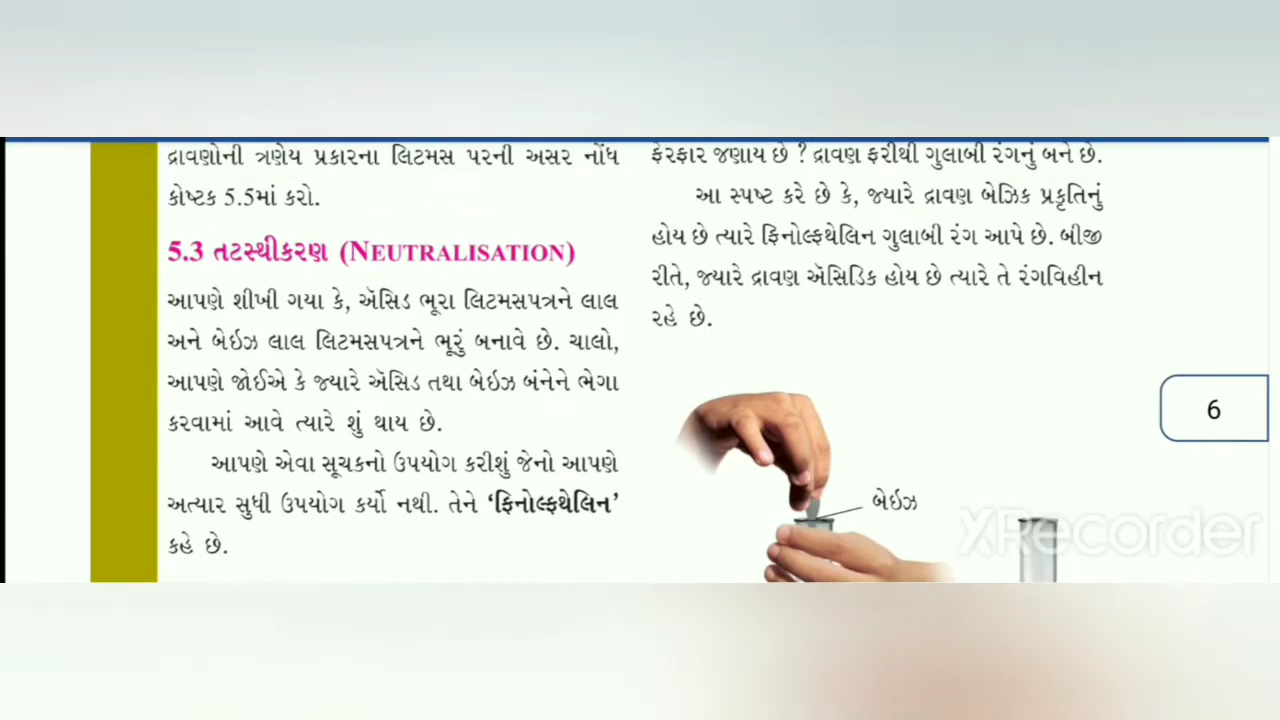 દ્રાવણોની ત્રણેય પ્રકારના લિટમસ પરની અસર નોંધ
કોષ્ટક 5.5માં કરો.
5.3 તટસ્થીકરણ (NEUTRALISATION)
આપણે શીખી ગયા કે, ઍસિડ ભૂરા લિટમસપત્રને લાલ
અને બેઇઝ લાલ લિટમસપત્રને ભૂરું બનાવે છે. ચાલો,
આપણે જોઈએ કે જ્યારે ઍસિડ તથા બેઇઝ બંનેને ભેગા
કરવામાં આવે ત્યારે શું થાય છે.
આપણે એવા સૂચકનો ઉપયોગ કરીશું જેનો આપણે
અત્યાર સુધી ઉપયોગ કર્યો નથી. તેને ‘ફિનોલ્ફથેલિન’
કહે છે.
ફેરફાર જણાય છે ? દ્રાવણ ફરીથી ગુલાબી રંગનું બને છે.
આ સ્પષ્ટ કરે છે કે, જ્યારે દ્રાવણ બેઝિક પ્રકૃતિનું
હોય છે ત્યારે ફિનોલ્ફથેલિન ગુલાબી રંગ આપે છે. બીજી
રીતે, જ્યારે દ્રાવણ ઍસિડિક હોય છે ત્યારે તે રંગવિહીન
રહે છે.
6
બેઇઝ
XRecorder